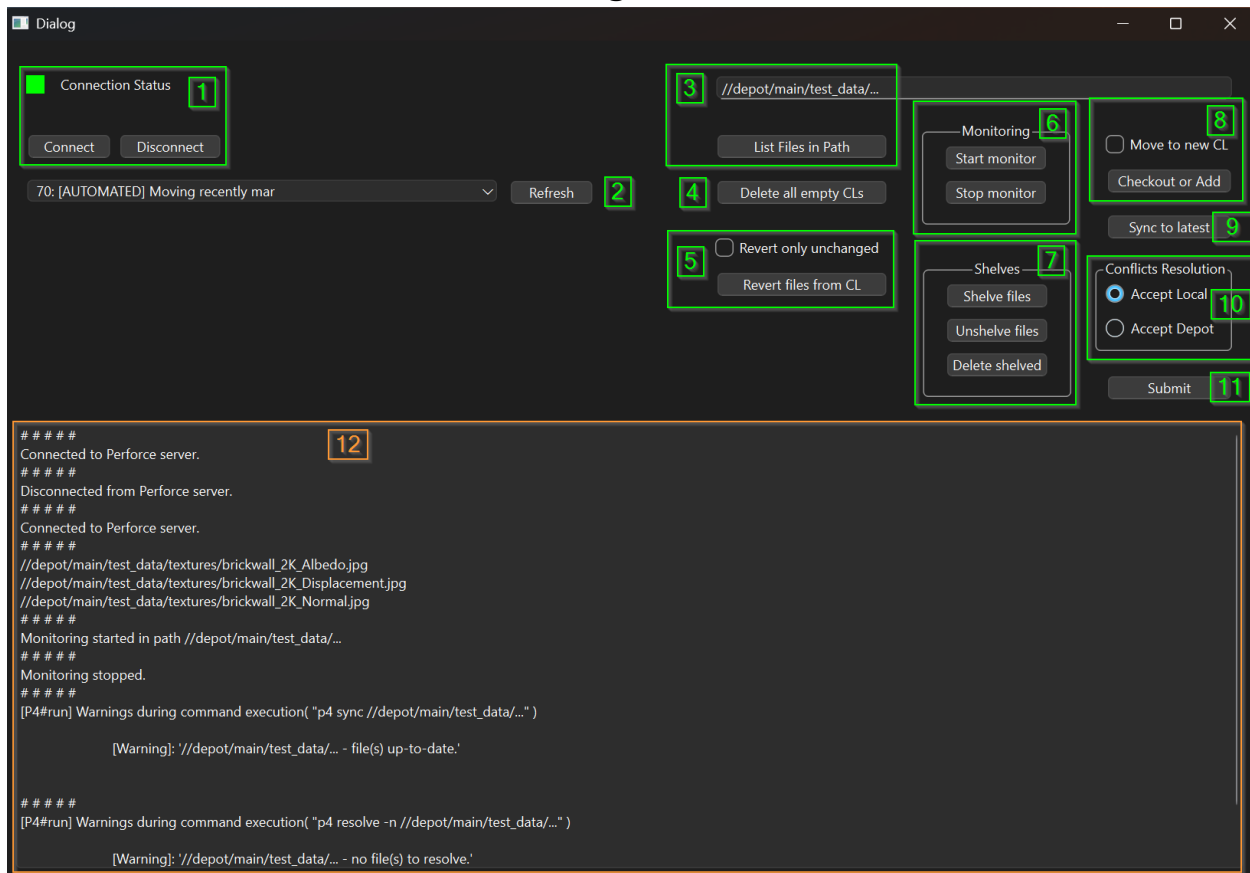 Dialog
Connection Status
1
Connect
Disconnect
70: [AUTOMATED] Moving recently mar
Refresh
2
3
//depot/main/test_data/...
List Files in Path
4
Delete all empty CLs
5
Revert only unchanged
Revert files from CL
Monitoring
6
Start monitor
Stop monitor
Shelves
7
Shelve files
Unshelve files
Delete shelved
8
Move to new CL
Checkout or Add
Sync to latest
9
Conflicts Resolution
Accept Local
10
Accept Depot
Submit
11
12
# # # # #
Connected to Perforce server.
# # # # #
Disconnected from Perforce server.
# # # # #
Connected to Perforce server.
# # # # #
//depot/main/test_data/textures/brickwall_2K_Albedo.jpg
//depot/main/test_data/textures/brickwall_2K_Displacement.jpg
//depot/main/test_data/textures/brickwall_2K_Normal.jpg
# # # # #
Monitoring started in path //depot/main/test_data/...
# # # # #
Monitoring stopped.
# # # # #
[P4#run] Warnings during command execution( "p4 sync //depot/main/test_data/..." )
[Warning]: '//depot/main/test_data/... - file(s) up-to-date.'
# # # # #
[P4#run] Warnings during command execution( "p4 resolve -n //depot/main/test_data/..." )
[Warning]: '//depot/main/test_data/... - no file(s) to resolve.'